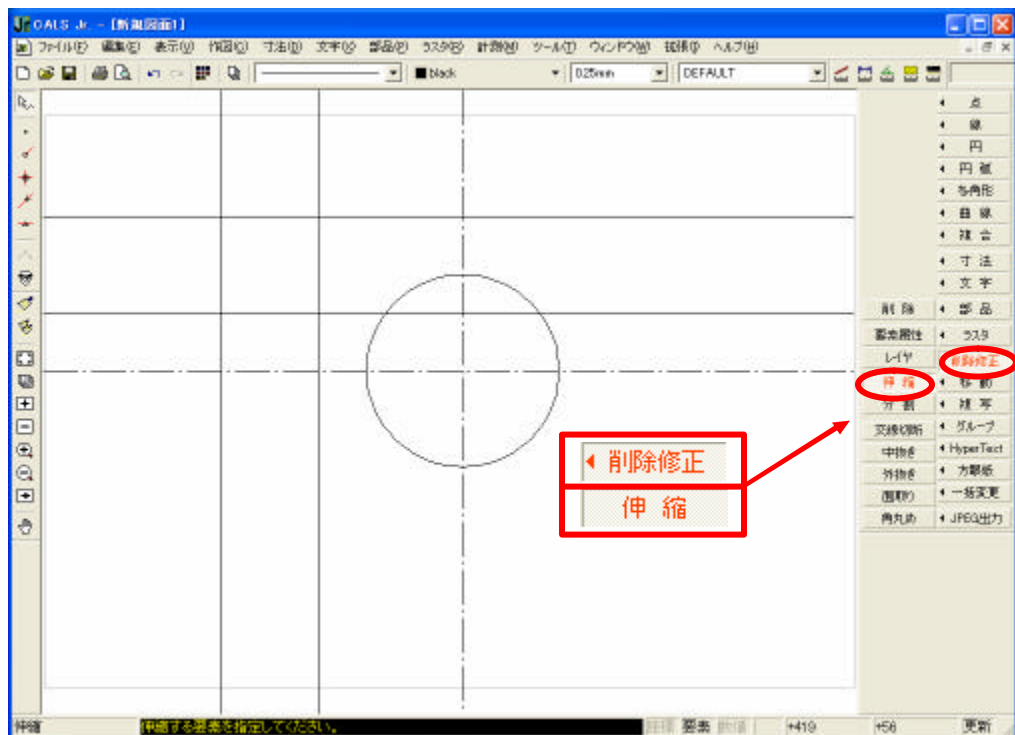 CALS Jr. - [新規図面1]
ファイル(F) 編集(E) 表示(V) 作図(C) 寸法(D) 文字(X) 部品(P) ラスタ(R) 計測(M) ツール(T) ウィンドウ(W) 拡張(I) ヘルプ(H)
black 0.25mm DEFAULT
点
線
円
円弧
多角形
曲線
複合
寸法
文字
削除 部品
要素属性 ラスタ
レイヤ 削除修正
伸縮 移動
分割 複写
交線切断 グループ
中抜き HyperText
外抜き 方眼紙
面取り 一括変更
角丸め JPEG出力
削除修正
伸縮
伸縮 伸縮する要素を指定してください。 要素 数値 +419 +56 更新